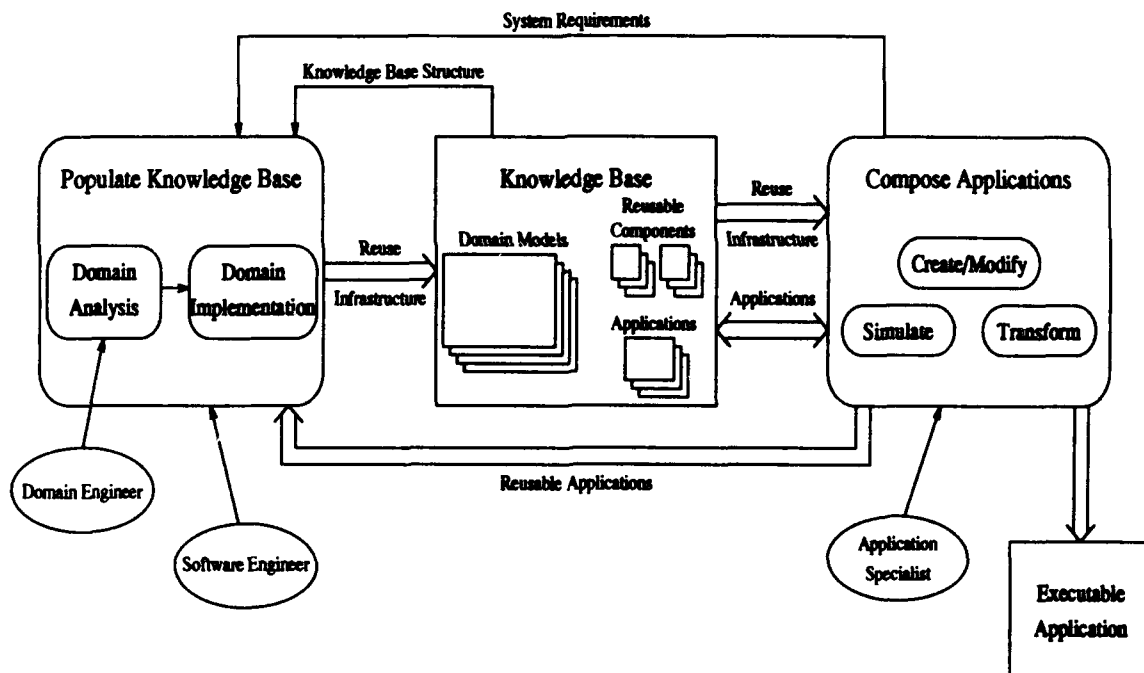 System Requirements
Knowledge Base Structure
Populate Knowledge Base
Domain
Analysis
Domain
Implementation
Reuse
Infrastructure
Knowledge Base
Domain Models
Reusable
Components
Applications
Reuse
Infrastructure
Applications
Compose Applications
Create/Modify
Simulate
Transform
Reusable Applications
Domain Engineer
Software Engineer
Application
Specialist
Executable
Application